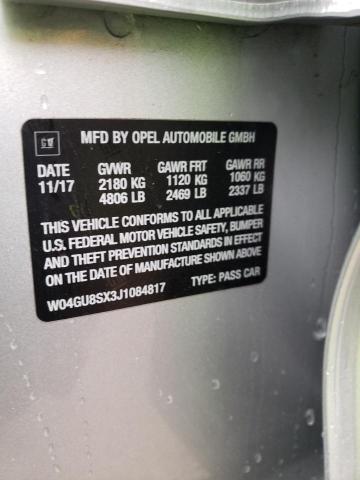 GM
MFD BY OPEL AUTOMOBILE GMBH
DATE GVWR GAWR FRT GAWR RR
11/17 2180 KG 1120 KG 1060 KG
4806 LB 2469 LB 2337 LB
THIS VEHICLE CONFORMS TO ALL APPLICABLE
U.S. FEDERAL MOTOR VEHICLE SAFETY, BUMPER
AND THEFT PREVENTION STANDARDS IN EFFECT
ON THE DATE OF MANUFACTURE SHOWN ABOVE
W04GU8SX3J1084817 TYPE: PASS CAR